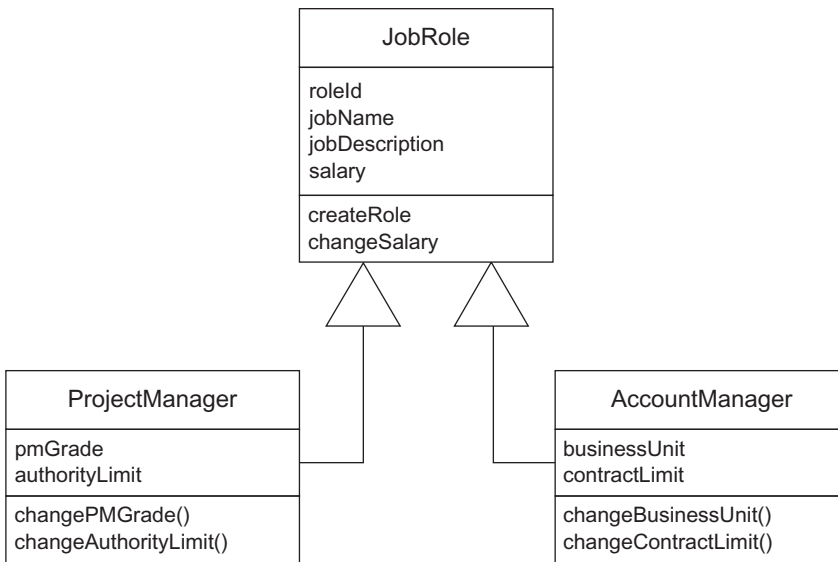 JobRole
roleId
jobName
jobDescription
salary
createRole
changeSalary
ProjectManager
pmGrade
authorityLimit
changePMGrade()
changeAuthorityLimit()
AccountManager
businessUnit
contractLimit
changeBusinessUnit()
changeContractLimit()